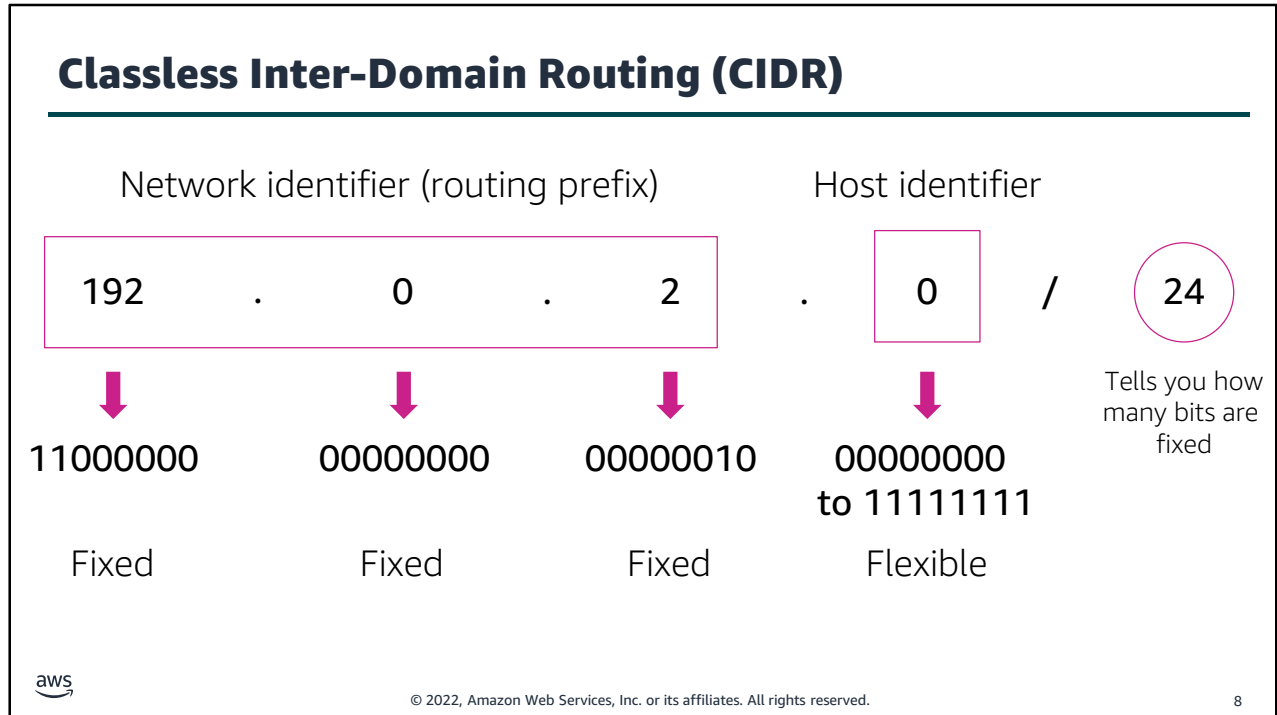 Classless Inter-Domain Routing (CIDR)
Network identifier (routing prefix) Host identifier
192 . 0 . 2 . 0 / 24
Tells you how
many bits are
fixed
11000000 00000000 00000010 00000000
to 11111111
Fixed Fixed Fixed Flexible
aws
© 2022, Amazon Web Services, Inc. or its affiliates. All rights reserved.
8